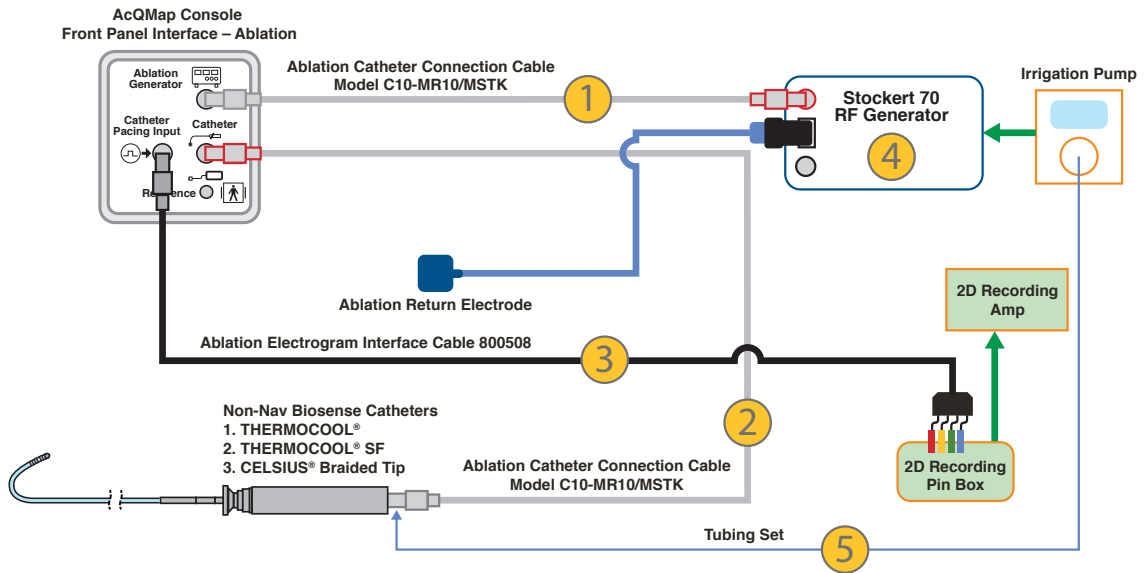 AcQMap Console
Front Panel Interface – Ablation
Ablation
Generator
Catheter
Pacing Input
Catheter
Reference
Ablation Catheter Connection Cable
Model C10-MR10/MSTK
1
Stockert 70
RF Generator
4
Irrigation Pump
Ablation Return Electrode
2D Recording
Amp
Ablation Electrogram Interface Cable 800508
3
Non-Nav Biosense Catheters
1. THERMOCOOL®
2. THERMOCOOL® SF
3. CELSIUS® Braided Tip
2
Ablation Catheter Connection Cable
Model C10-MR10/MSTK
2D Recording
Pin Box
Tubing Set
5